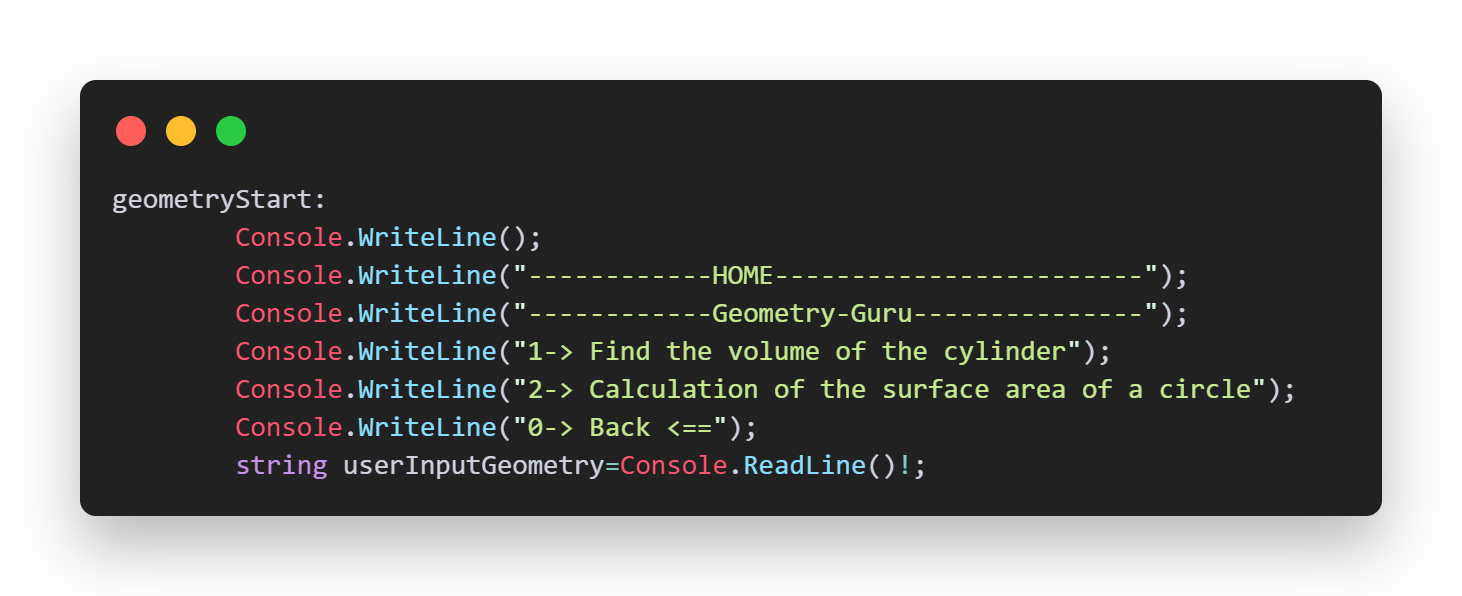 geometryStart:
        Console.WriteLine();
        Console.WriteLine("------------HOME------------------------");
        Console.WriteLine("------------Geometry-Guru---------------");
        Console.WriteLine("1-> Find the volume of the cylinder");
        Console.WriteLine("2-> Calculation of the surface area of a circle");
        Console.WriteLine("0-> Back <==");
        string userInputGeometry=Console.ReadLine()!;